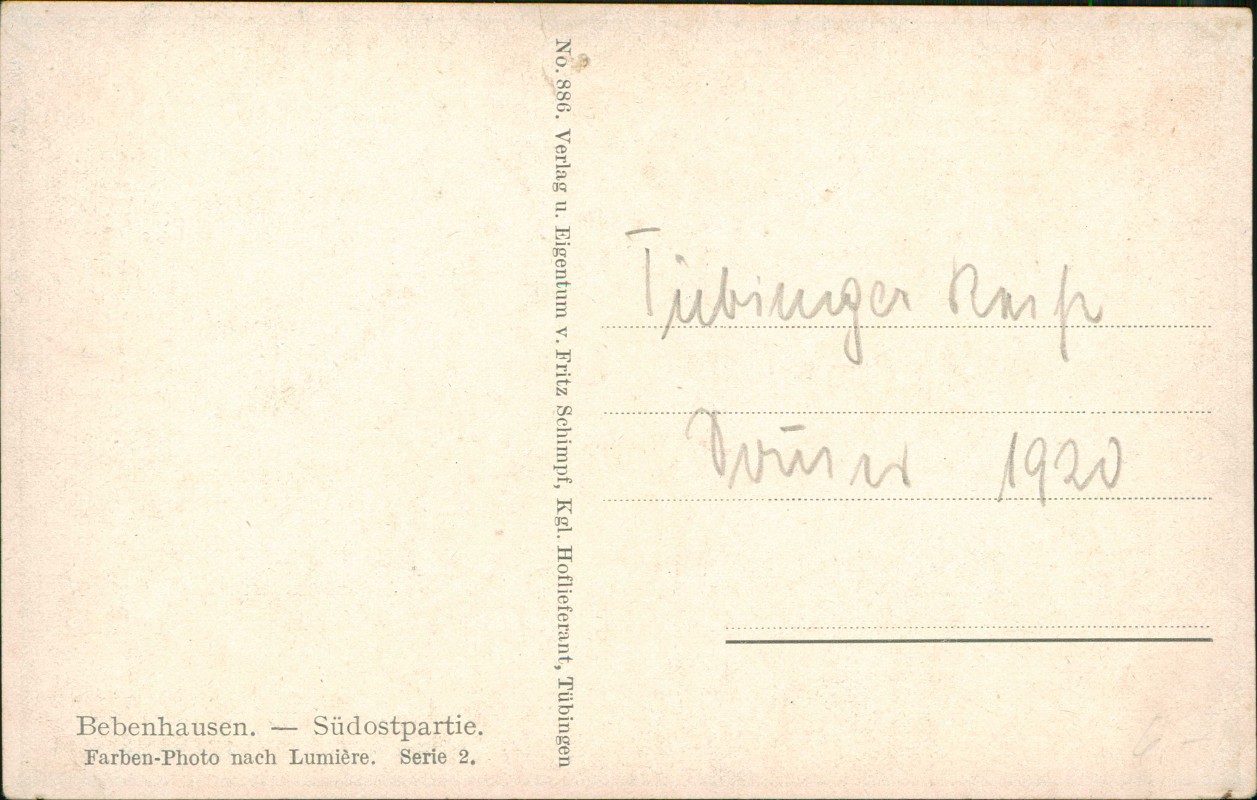 No. 886. Verlag u. Eigentum v. Fritz Schimpf, Kgl. Hoflieferant, Tübingen
Tübinger
1920
Bebenhausen. — Südostpartie.
Farben-Photo nach Lumière. Serie 2.